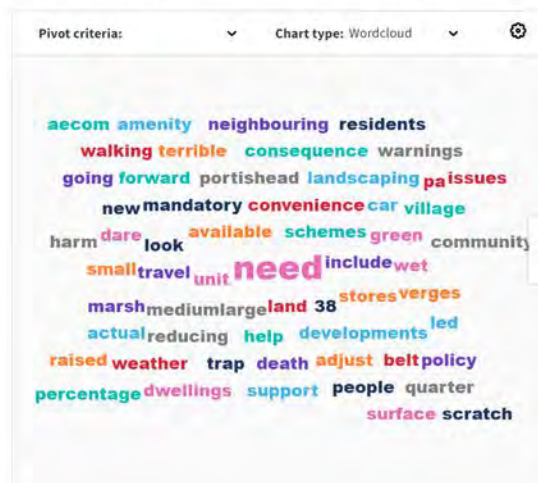 Pivot criteria: Chart type: Wordcloud
aecom amenity neighbouring residents
walking terrible consequence warnings
going forward portishead landscaping pa issues
new mandatory convenience car village
harm dare look available schemes green community
small travel unit need include wet
marsh mediumlarge land 38 stores verges
actual reducing help developments led
raised weather trap death adjust belt policy
percentage dwellings support people quarter
surface scratch